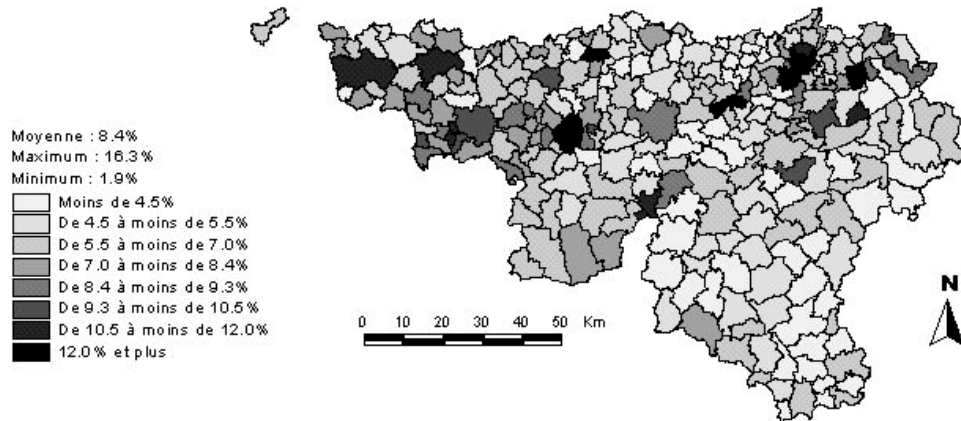 Moyenne : 8.4%
Maximum : 16.3%
Minimum : 1.9%
Moins de 4.5%
De 4.5 à moins de 5.5%
De 5.5 à moins de 7.0%
De 7.0 à moins de 8.4%
De 8.4 à moins de 9.3%
De 9.3 à moins de 10.5%
De 10.5 à moins de 12.0%
12.0% et plus
0 10 20 30 40 50 Km
N